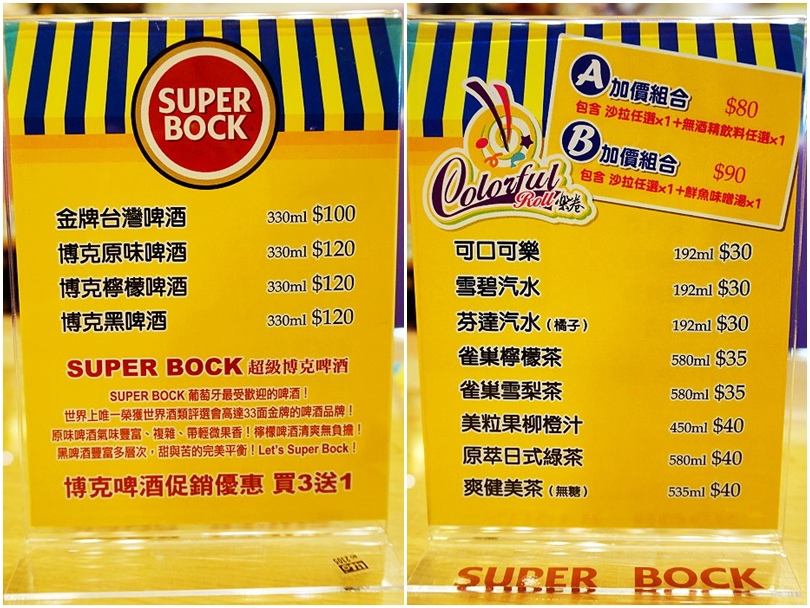 SUPER
BOCK
金牌台灣啤酒 330ml $100
博克原味啤酒 330ml $120
博克檸檬啤酒 330ml $120
博克黑啤酒 330ml $120
SUPER BOCK 超級博克啤酒
SUPER BOCK 葡萄牙最受歡迎的啤酒！
世界上唯一榮獲世界酒類評選會高達33面金牌的啤酒品牌！
原味啤酒氣味豐富、複雜、帶輕微果香！檸檬啤酒清爽無負擔！
黑啤酒豐富多層次，甜與苦的完美平衡！Let's Super Bock！
博克啤酒促銷優惠 買3送1
A 加價組合 $80
包含 沙拉任選x1＋無酒精飲料任選x1
B 加價組合 $90
包含 沙拉任選x1＋鮮魚味噌湯x1
Colorful
Roll 樂卷
可口可樂 192ml $30
雪碧汽水 192ml $30
芬達汽水（橘子） 192ml $30
雀巢檸檬茶 580ml $35
雀巢雪梨茶 580ml $35
美粒果柳橙汁 450ml $40
原萃日式綠茶 580ml $40
爽健美茶（無糖） 535ml $40
SUPER BOCK